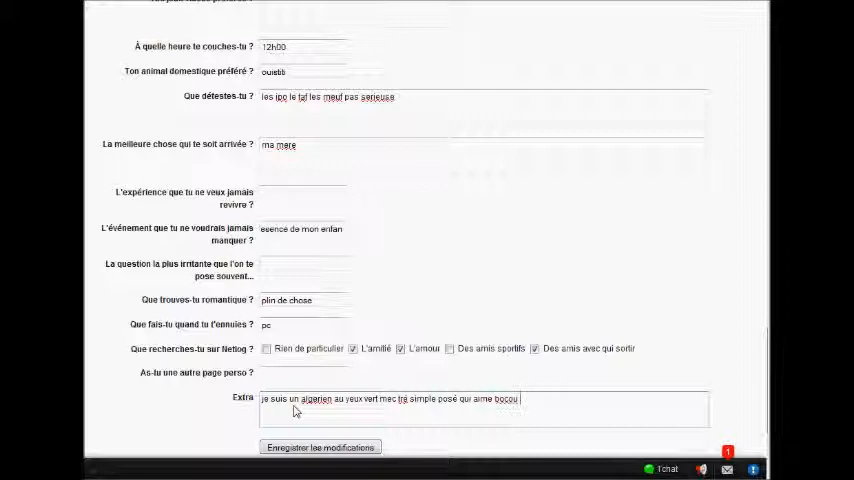 À quelle heure te couches-tu ? 12h00
Ton animal domestique préféré ? ouistib
Que détestes-tu ? les ipo le taf les meuf pas serieuse
La meilleure chose qui te soit arrivée ? ma mere
L'expérience que tu ne veux jamais
revivre ?
L'événement que tu ne voudrais jamais
manquer ? esence de mon enfan
La question la plus irritante que l'on te
pose souvent...
Que trouves-tu romantique ? plin de chose
Que fais-tu quand tu t'ennuies ? pc
Que recherches-tu sur Netlog ? Rien de particulier L'amitié L'amour Des amis sportifs Des amis avec qui sortir
As-tu une autre page perso ?
Extra je suis un algerien au yeux vert mec tré simple posé qui aime bocou
Enregistrer les modifications
1
Tchat